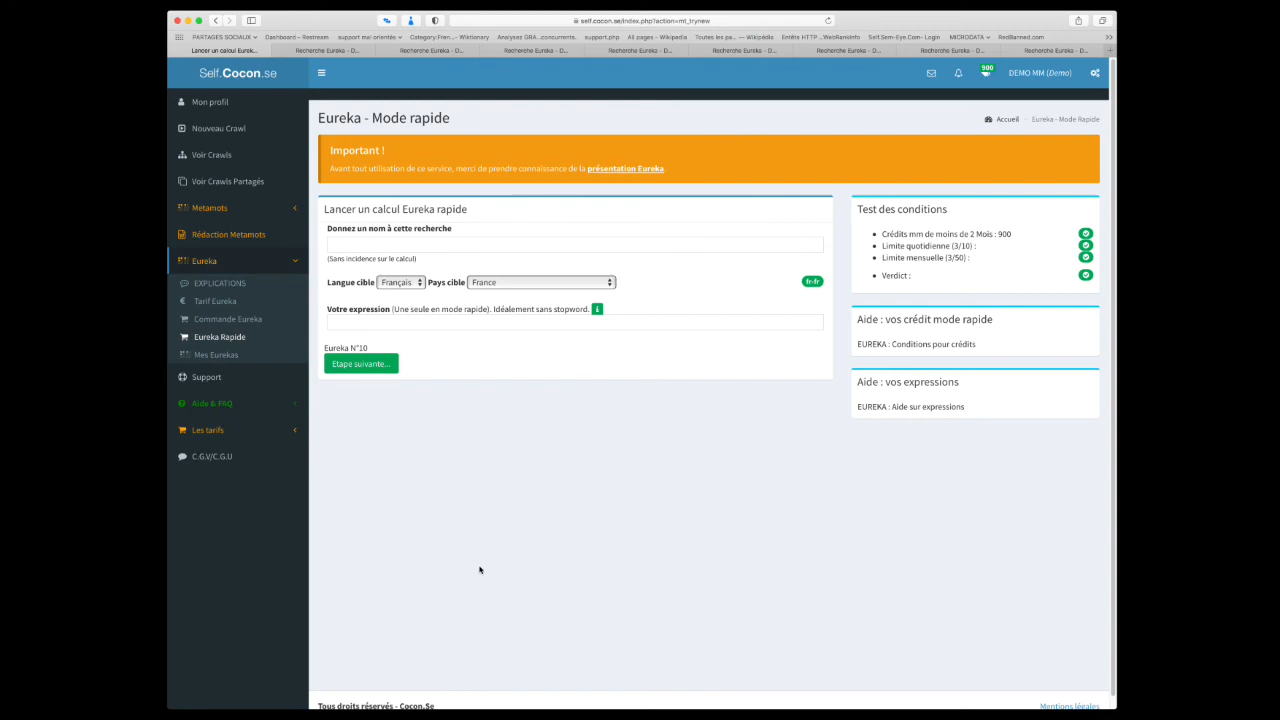 self.cocon.se/index.php?action=mt_trynew
PARTAGES SOCIAUX Dashboard – Restream support mal orientés Category:Fren...– Wiktionary Analysez GRA...concurrents.. support.php All pages - Wikipedia Toutes les pa... — Wikipédia Entête HTTP ...WebRankInfo Self.Sem-Eye.Com- Login MICRODATA RedBanned.com
Lancer un calcul Eurek... Recherche Eureka - D... Recherche Eureka - D... Recherche Eureka - D... Recherche Eureka - D... Recherche Eureka - D... Recherche Eureka - D... Recherche Eureka - D... Recherche Eureka - D...
Self.Cocon.se
900
DEMO MM (Demo)
Mon profil
Nouveau Crawl
Voir Crawls
Voir Crawls Partagés
Metamots
Rédaction Metamots
Eureka
EXPLICATIONS
Tarif Eureka
Commande Eureka
Eureka Rapide
Mes Eurekas
Support
Aide & FAQ
Les tarifs
C.G.V/C.G.U
Eureka - Mode rapide
Accueil Eureka - Mode Rapide
Important !
Avant tout utilisation de ce service, merci de prendre connaissance de la présentation Eureka.
Lancer un calcul Eureka rapide
Donnez un nom à cette recherche
(Sans incidence sur le calcul)
Langue cible Français Pays cible France fr-fr
Votre expression (Une seule en mode rapide). Idéalement sans stopword. i
Eureka N°10
Etape suivante...
Test des conditions
Crédits mm de moins de 2 Mois : 900
Limite quotidienne (3/10) :
Limite mensuelle (3/50) :
Verdict :
Aide : vos crédit mode rapide
EUREKA : Conditions pour crédits
Aide : vos expressions
EUREKA : Aide sur expressions
Tous droits réservés - Cocon.Se
Mentions légales